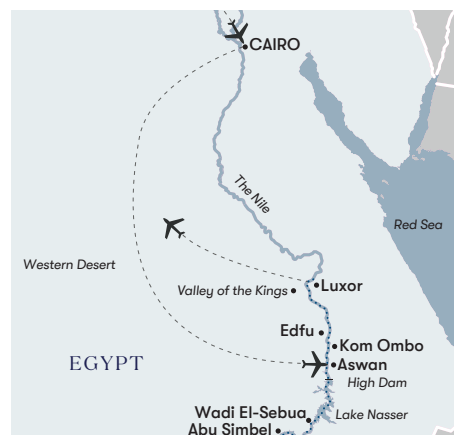 CAIRO
The Nile
Red Sea
Western Desert
Valley of the Kings
Luxor
Edfu
Kom Ombo
EGYPT
Aswan
High Dam
Wadi El-Sebua
Lake Nasser
Abu Simbel